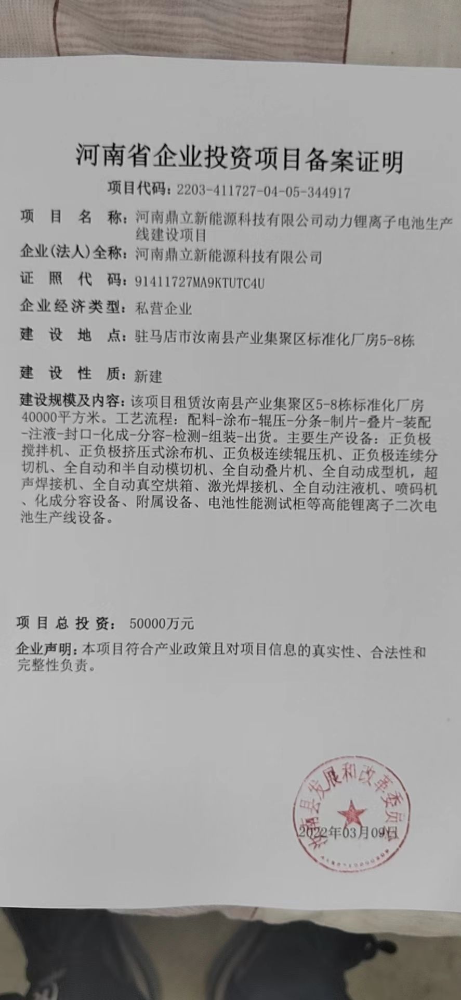 河南省企业投资项目备案证明
项目代码：2203-411727-04-05-344917
项目名称：河南鼎立新能源科技有限公司动力锂离子电池生产
线建设项目
企业(法人)全称：河南鼎立新能源科技有限公司
证照代码：91411727MA9KTUTC4U
企业经济类型：私营企业
建设地点：驻马店市汝南县产业集聚区标准化厂房5-8栋
建设性质：新建
建设规模及内容：该项目租赁汝南县产业集聚区5-8栋标准化厂房
40000平方米。工艺流程：配料-涂布-辊压-分条-制片-叠片-装配
-注液-封口-化成-分容-检测-组装-出货。主要生产设备：正负极
搅拌机、正负极挤压式涂布机、正负极连续辊压机、正负极连续分
切机、全自动和半自动模切机、全自动叠片机、全自动成型机，超
声焊接机、全自动真空烘箱、激光焊接机、全自动注液机、喷码机
、化成分容设备、附属设备、电池性能测试柜等高能锂离子二次电
池生产线设备。
项目总投资：50000万元
企业声明：本项目符合产业政策且对项目信息的真实性、合法性和
完整性负责。
汝南县发展和改革委员会
2022年03月09日